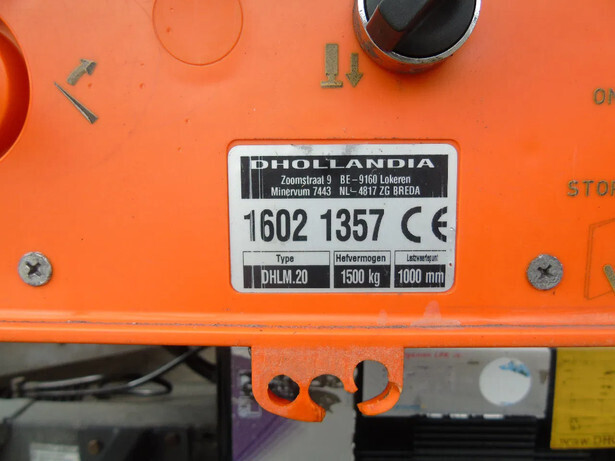 ON
STOP
DHOLLANDIA
Zoomstraat 9 BE-9160 Lokeren
Minervum 7443 NL-4817 ZG BREDA
1602 1357 CE
Type Hefvermogen Lastzwaartepunt
DHLM.20 1500 kg 1000 mm